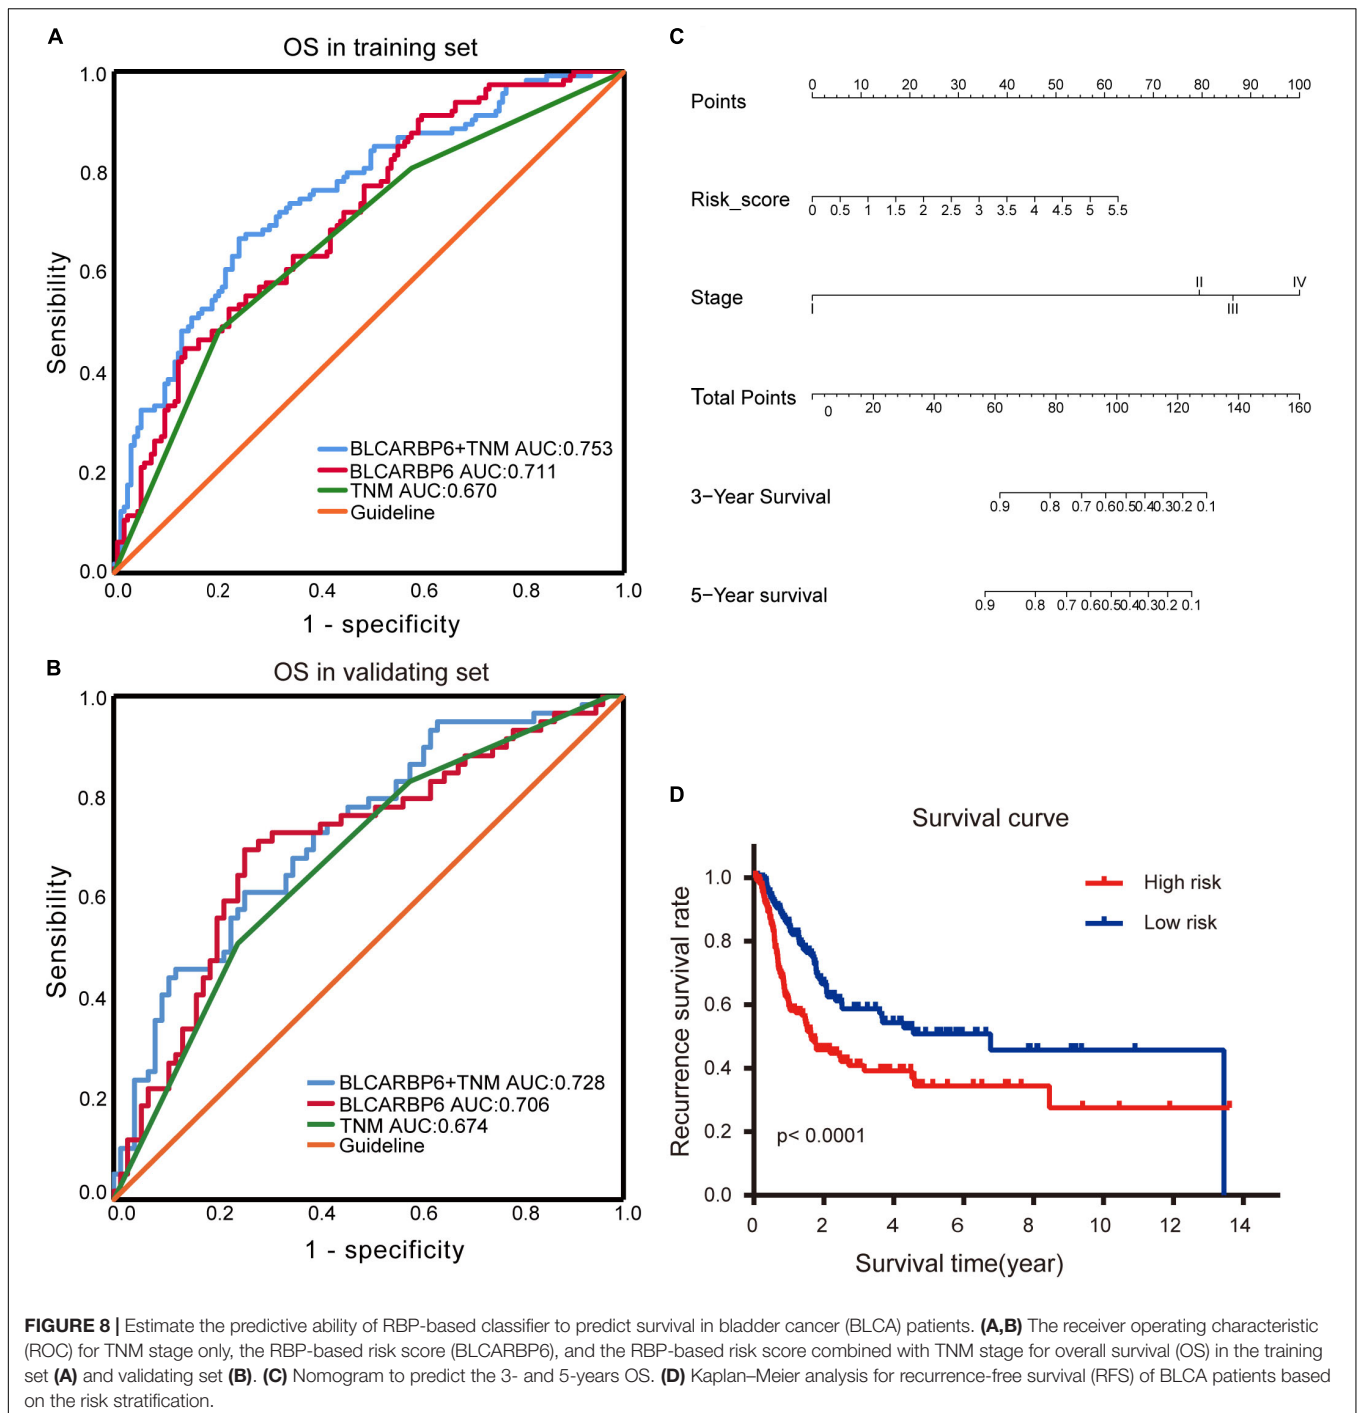 A
OS in training set
1.0
0.8
0.6
0.4
0.2
0.0
Sensibility
BLCARBP6+TNM AUC:0.753
BLCARBP6 AUC:0.711
TNM AUC:0.670
Guideline
0.0 0.2 0.4 0.6 0.8 1.0
1 - specificity
B
OS in validating set
1.0
0.8
0.6
0.4
0.2
0.0
Sensibility
BLCARBP6+TNM AUC:0.728
BLCARBP6 AUC:0.706
TNM AUC:0.674
Guideline
0.0 0.2 0.4 0.6 0.8 1.0
1 - specificity
C
0 10 20 30 40 50 60 70 80 90 100
Points
Risk_score
0 0.5 1 1.5 2 2.5 3 3.5 4 4.5 5 5.5
II IV
Stage
I III
Total Points
0 20 40 60 80 100 120 140 160
3−Year Survival
0.9 0.8 0.7 0.60 0.5 0.4 0.3 0.2 0.1
5−Year survival
0.9 0.8 0.7 0.60 0.5 0.4 0.3 0.2 0.1
D
Survival curve
1.0
0.8
0.6
0.4
0.2
0.0
Recurrence survival rate
High risk
Low risk
p< 0.0001
0 2 4 6 8 10 12 14
Survival time(year)
FIGURE 8 | Estimate the predictive ability of RBP-based classifier to predict survival in bladder cancer (BLCA) patients. (A,B) The receiver operating characteristic
(ROC) for TNM stage only, the RBP-based risk score (BLCARBP6), and the RBP-based risk score combined with TNM stage for overall survival (OS) in the training
set (A) and validating set (B). (C) Nomogram to predict the 3- and 5-years OS. (D) Kaplan–Meier analysis for recurrence-free survival (RFS) of BLCA patients based
on the risk stratification.